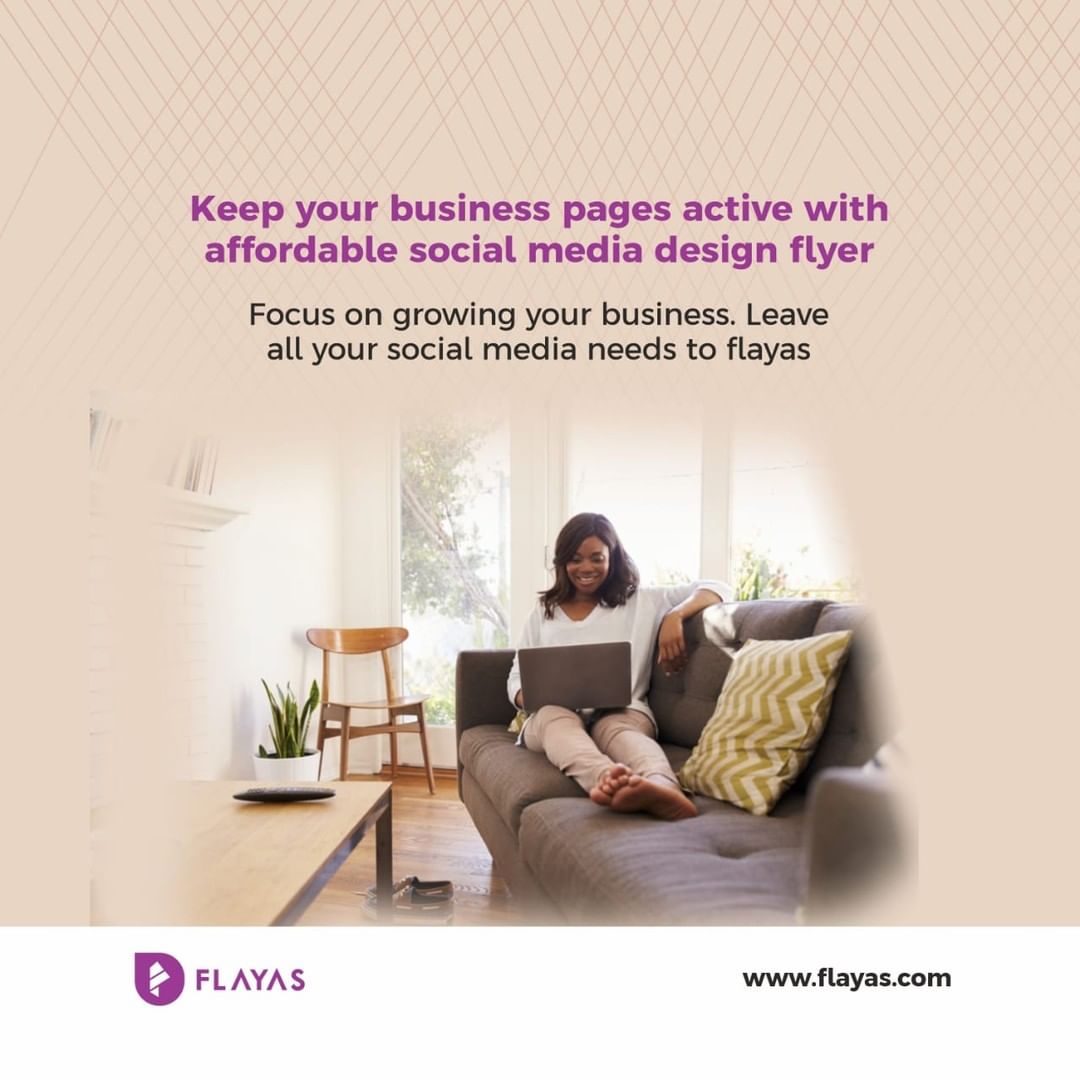 Keep your business pages active with
affordable social media design flyer
Focus on growing your business. Leave
all your social media needs to flayas
FLAYAS
www.flayas.com